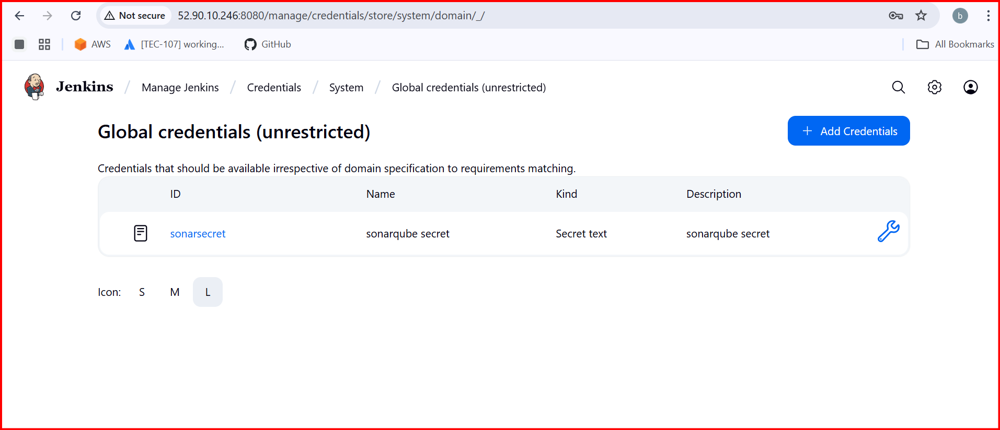 Not secure 52.90.10.246:8080/manage/credentials/store/system/domain/_/ b
AWS [TEC-107] working... GitHub All Bookmarks
Jenkins / Manage Jenkins / Credentials / System / Global credentials (unrestricted)
Global credentials (unrestricted) + Add Credentials
Credentials that should be available irrespective of domain specification to requirements matching.
ID Name Kind Description
sonarsecret sonarqube secret Secret text sonarqube secret
Icon: S M L